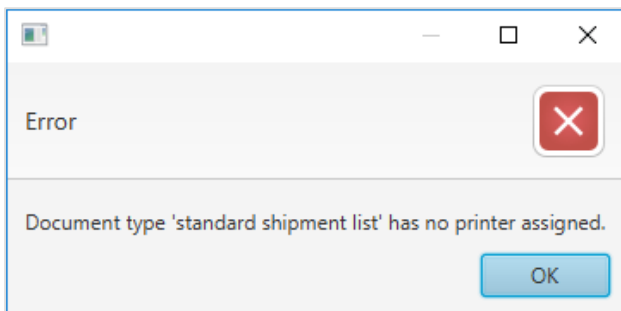 Error
Document type 'standard shipment list' has no printer assigned.
OK